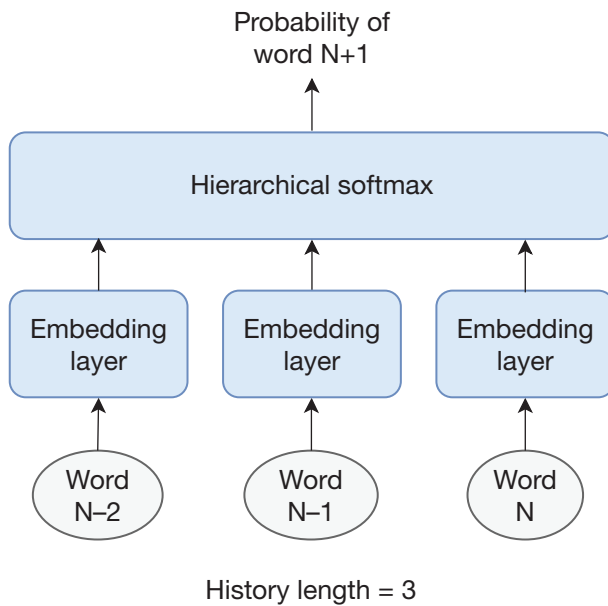 Probability of
word N+1
Hierarchical softmax
Embedding
layer
Embedding
layer
Embedding
layer
Word
N–2
Word
N–1
Word
N
History length = 3